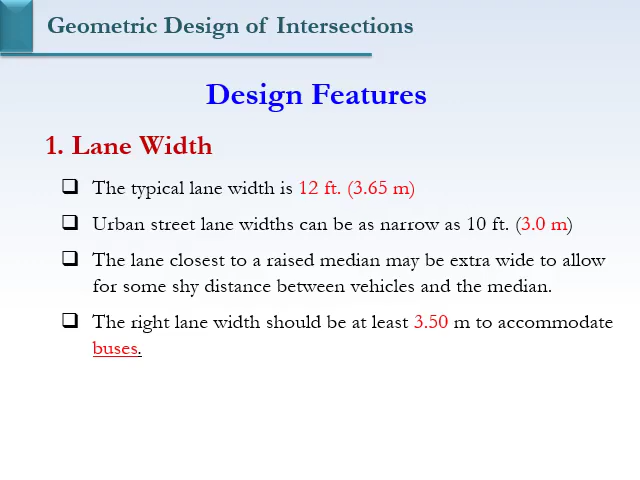 Geometric Design of Intersections
Design Features
1. Lane Width
❑ The typical lane width is 12 ft. (3.65 m)
❑ Urban street lane widths can be as narrow as 10 ft. (3.0 m)
❑ The lane closest to a raised median may be extra wide to allow
for some shy distance between vehicles and the median.
❑ The right lane width should be at least 3.50 m to accommodate
buses.